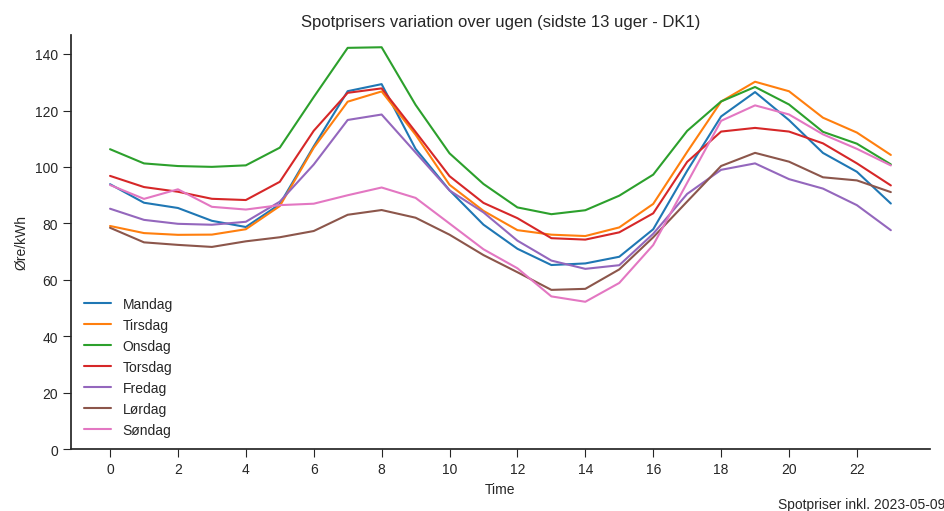 Spotprisers variation over ugen (sidste 13 uger - DK1)
140
120
100
80
60
40
20
0
Øre/kWh
Mandag
Tirsdag
Onsdag
Torsdag
Fredag
Lørdag
Søndag
0 2 4 6 8 10 12 14 16 18 20 22
Time
Spotpriser inkl. 2023-05-09